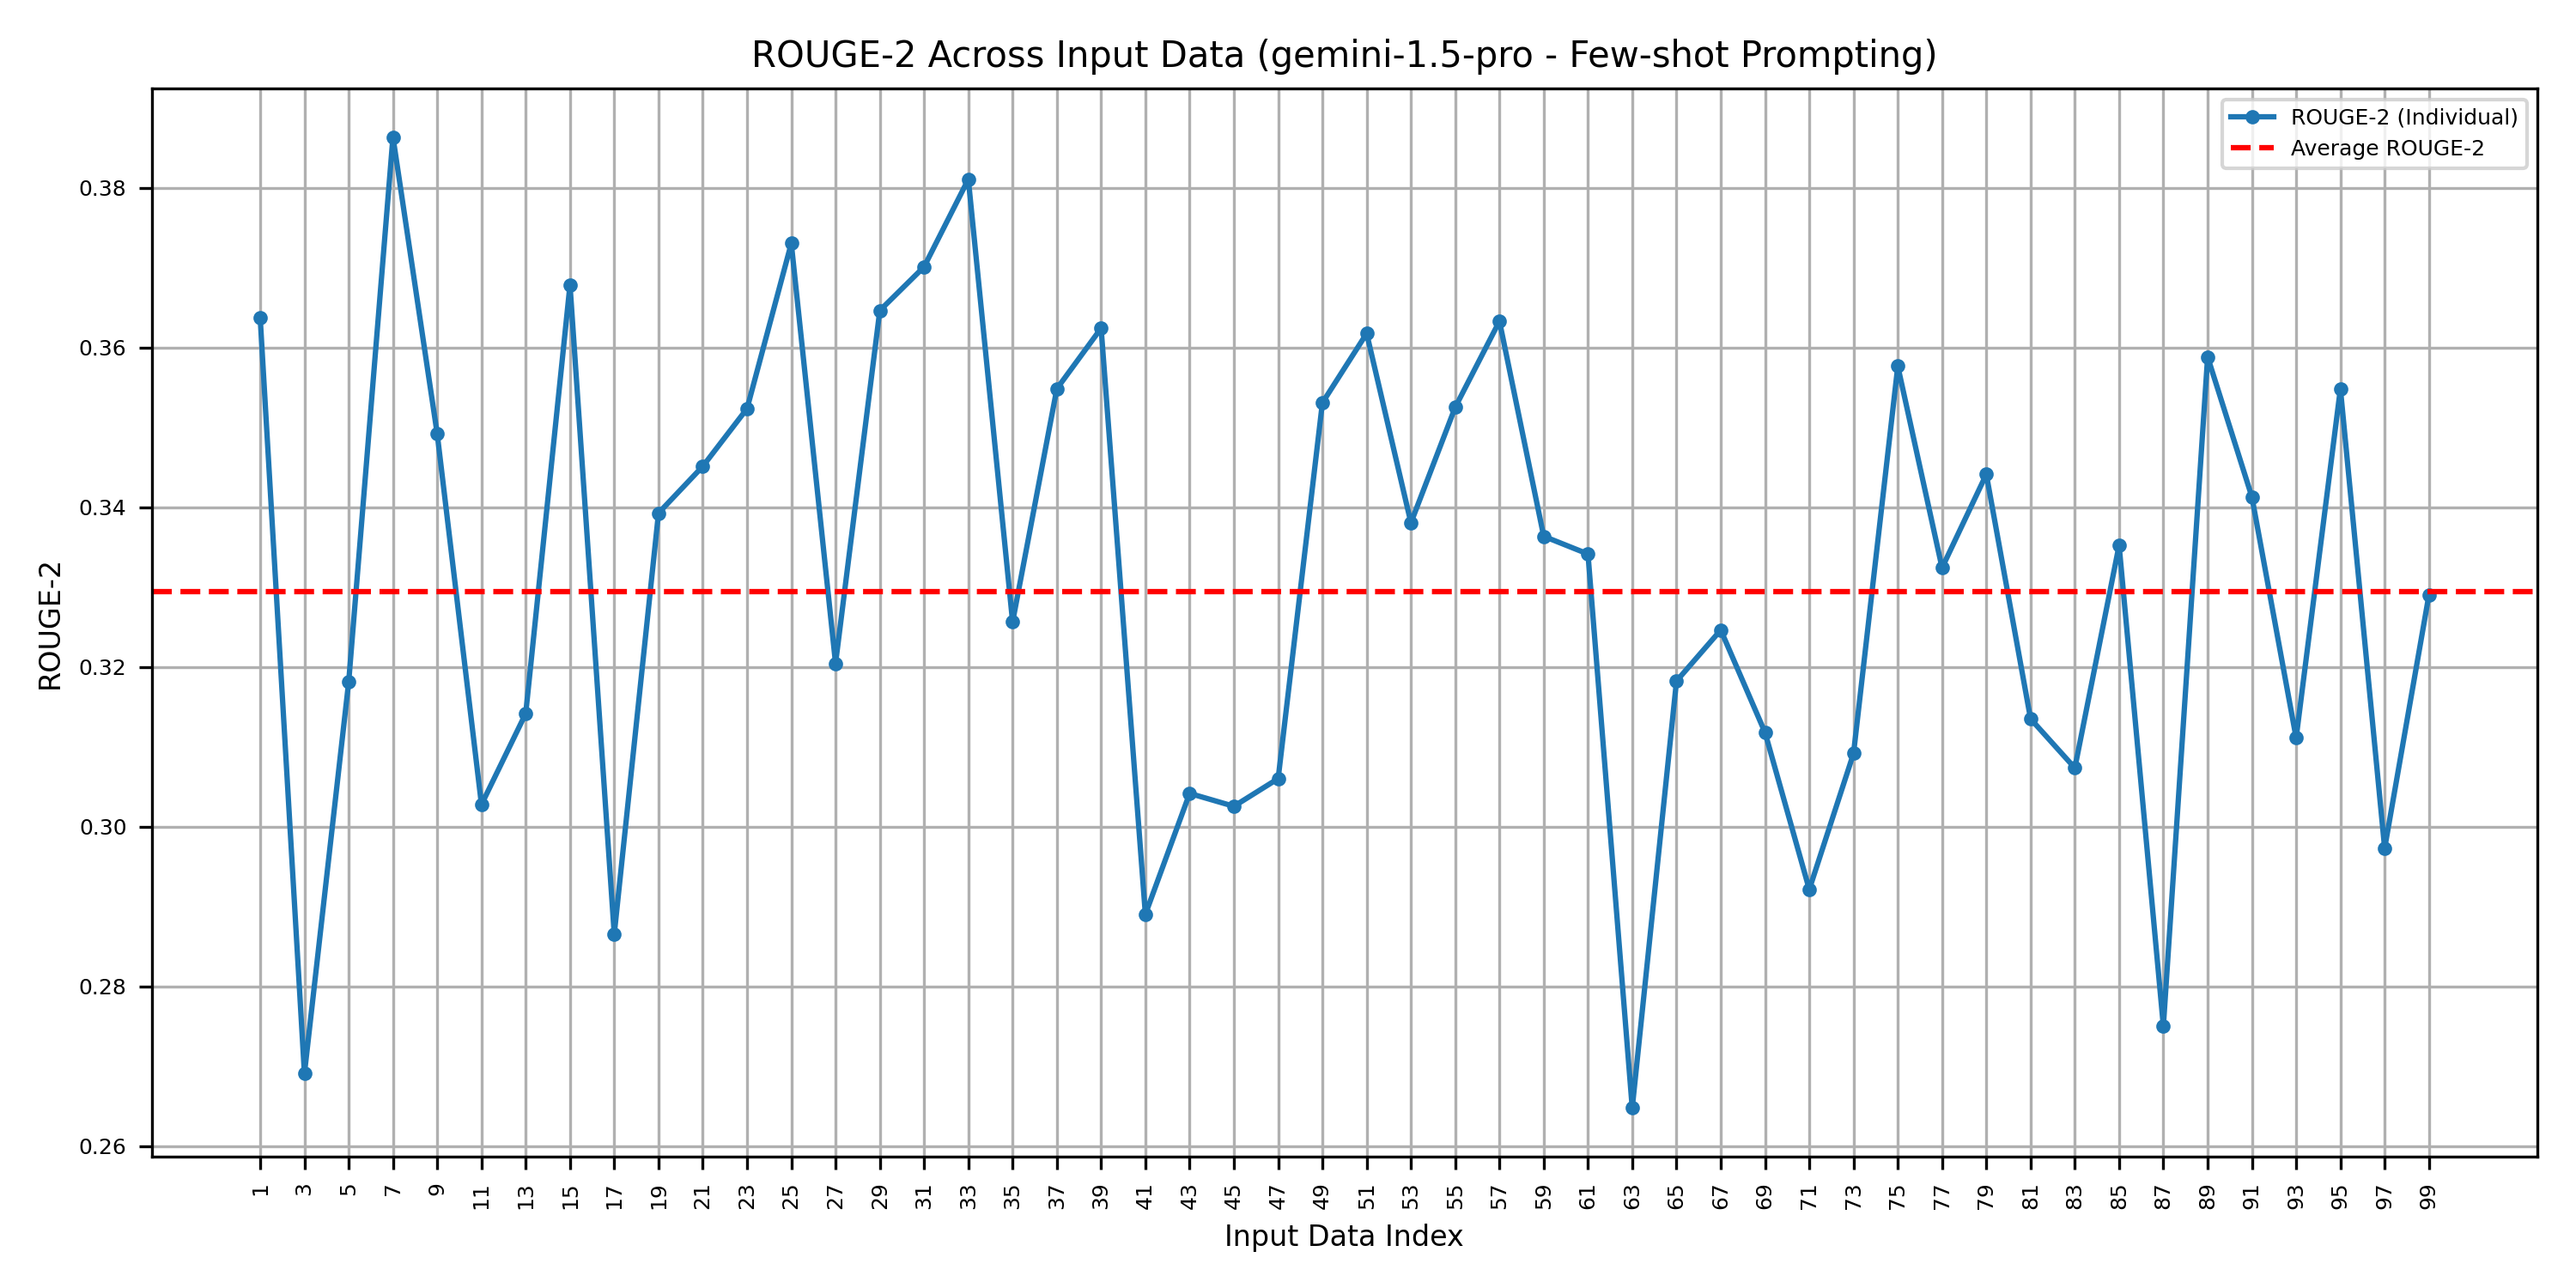 ROUGE-2 Across Input Data (gemini-1.5-pro - Few-shot Prompting)
ROUGE-2 (Individual)
Average ROUGE-2
0.38
0.36
0.34
0.32
0.30
0.28
0.26
ROUGE-2
1 3 5 7 9 11 13 15 17 19 21 23 25 27 29 31 33 35 37 39 41 43 45 47 49 51 53 55 57 59 61 63 65 67 69 71 73 75 77 79 81 83 85 87 89 91 93 95 97 99
Input Data Index